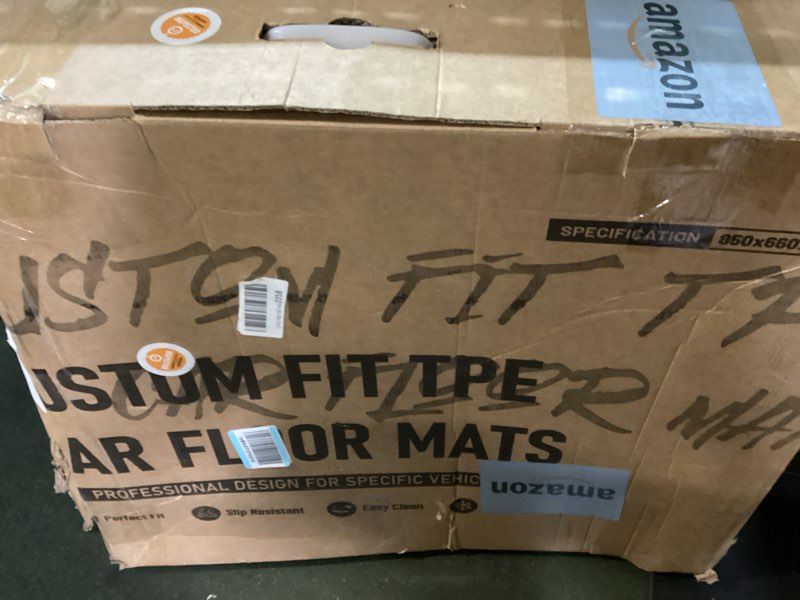 amazon
SPECIFICATION 850x660
USTOM FIT TP
CAR FLOOR MA
USTOM FIT TPE
AR FLOOR MATS
PROFESSIONAL DESIGN FOR SPECIFIC VEHIC
amazon
Perfect Fit Slip Resistant Easy Clean